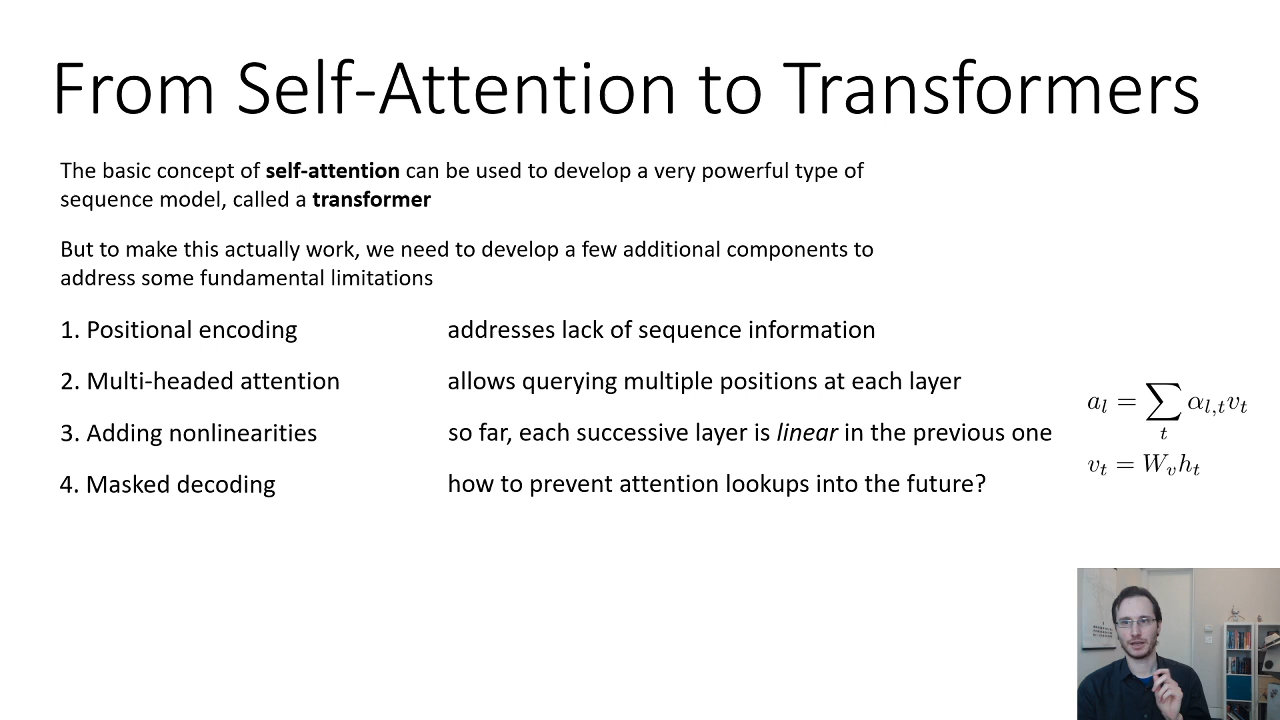 From Self-Attention to Transformers
The basic concept of self-attention can be used to develop a very powerful type of
sequence model, called a transformer
But to make this actually work, we need to develop a few additional components to
address some fundamental limitations
1. Positional encoding addresses lack of sequence information
2. Multi-headed attention allows querying multiple positions at each layer
3. Adding nonlinearities so far, each successive layer is linear in the previous one
4. Masked decoding how to prevent attention lookups into the future?
a_l = ∑_t α_{l,t} v_t
v_t = W_v h_t